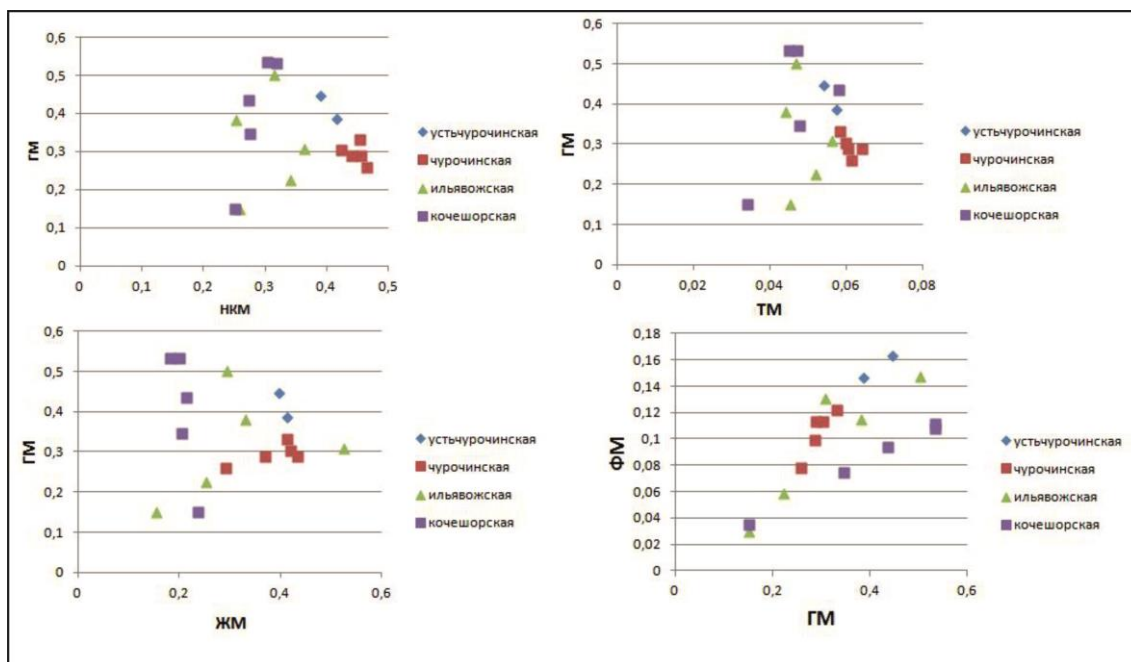 0,6
0,5
0,4
0,3
0,2
0,1
0
ГМ
0 0,1 0,2 0,3 0,4 0,5
НКМ
устьчурочинская
чурочинская
ильявожская
кочешорская
0,6
0,5
0,4
0,3
0,2
0,1
0
ГМ
0 0,02 0,04 0,06 0,08
ТМ
устьчурочинская
чурочинская
ильявожская
кочешорская
0,6
0,5
0,4
0,3
0,2
0,1
0
ГМ
0 0,2 0,4 0,6
ЖМ
устьчурочинская
чурочинская
ильявожская
кочешорская
0,18
0,16
0,14
0,12
0,1
0,08
0,06
0,04
0,02
0
ФМ
0 0,2 0,4 0,6
ГМ
устьчурочинская
чурочинская
ильявожская
кочешорская